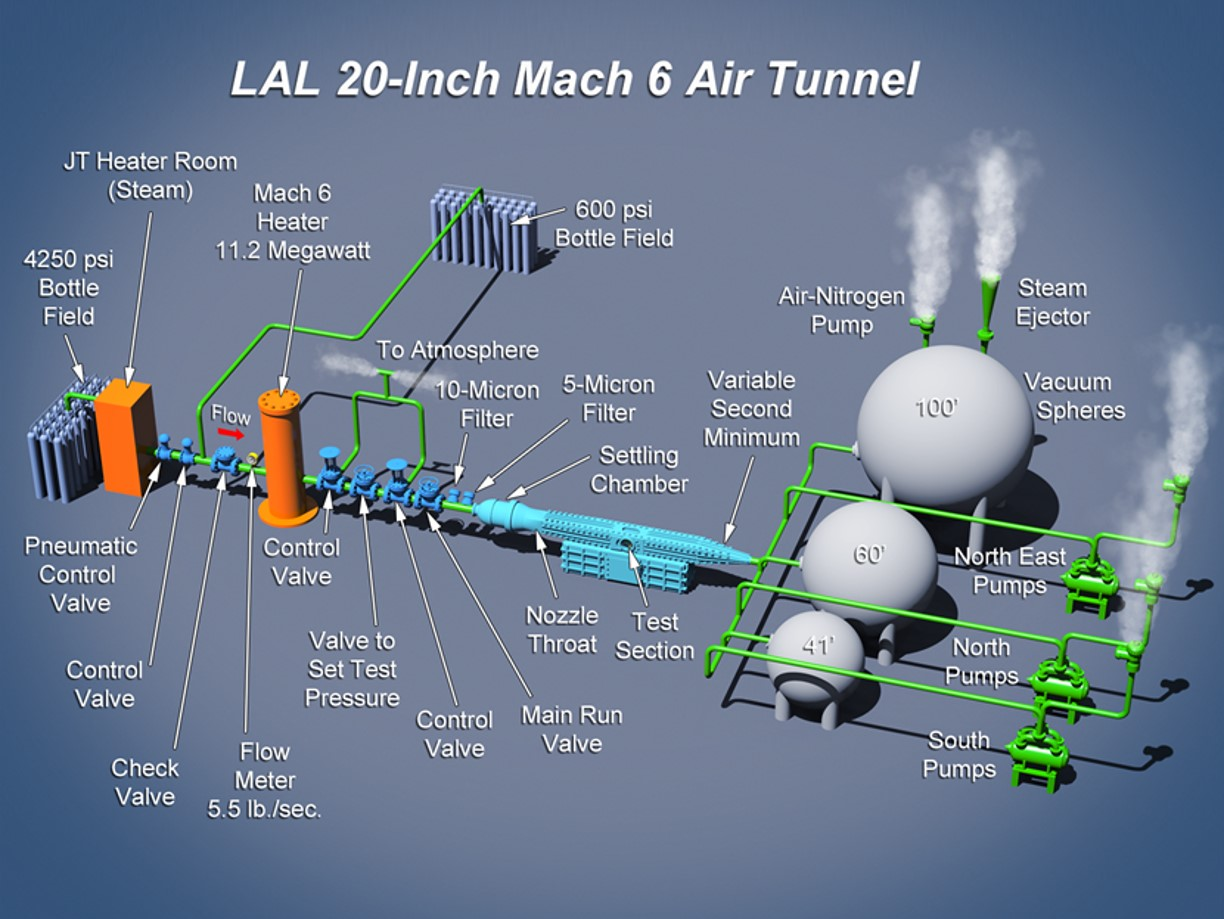 LAL 20-Inch Mach 6 Air Tunnel
JT Heater Room
(Steam)
Mach 6
Heater
11.2 Megawatt
600 psi
Bottle Field
4250 psi
Bottle
Field
Air-Nitrogen
Pump
Steam
Ejector
To Atmosphere
10-Micron
Filter
5-Micron
Filter
Variable
Second
Minimum
Vacuum
Spheres
100'
Flow
Settling
Chamber
Pneumatic
Control
Valve
Control
Valve
60'
North East
Pumps
Nozzle
Throat
Test
Section
41'
North
Pumps
Valve to
Set Test
Pressure
Control
Valve
Control
Valve
Main Run
Valve
South
Pumps
Check
Valve
Flow
Meter
5.5 lb./sec.